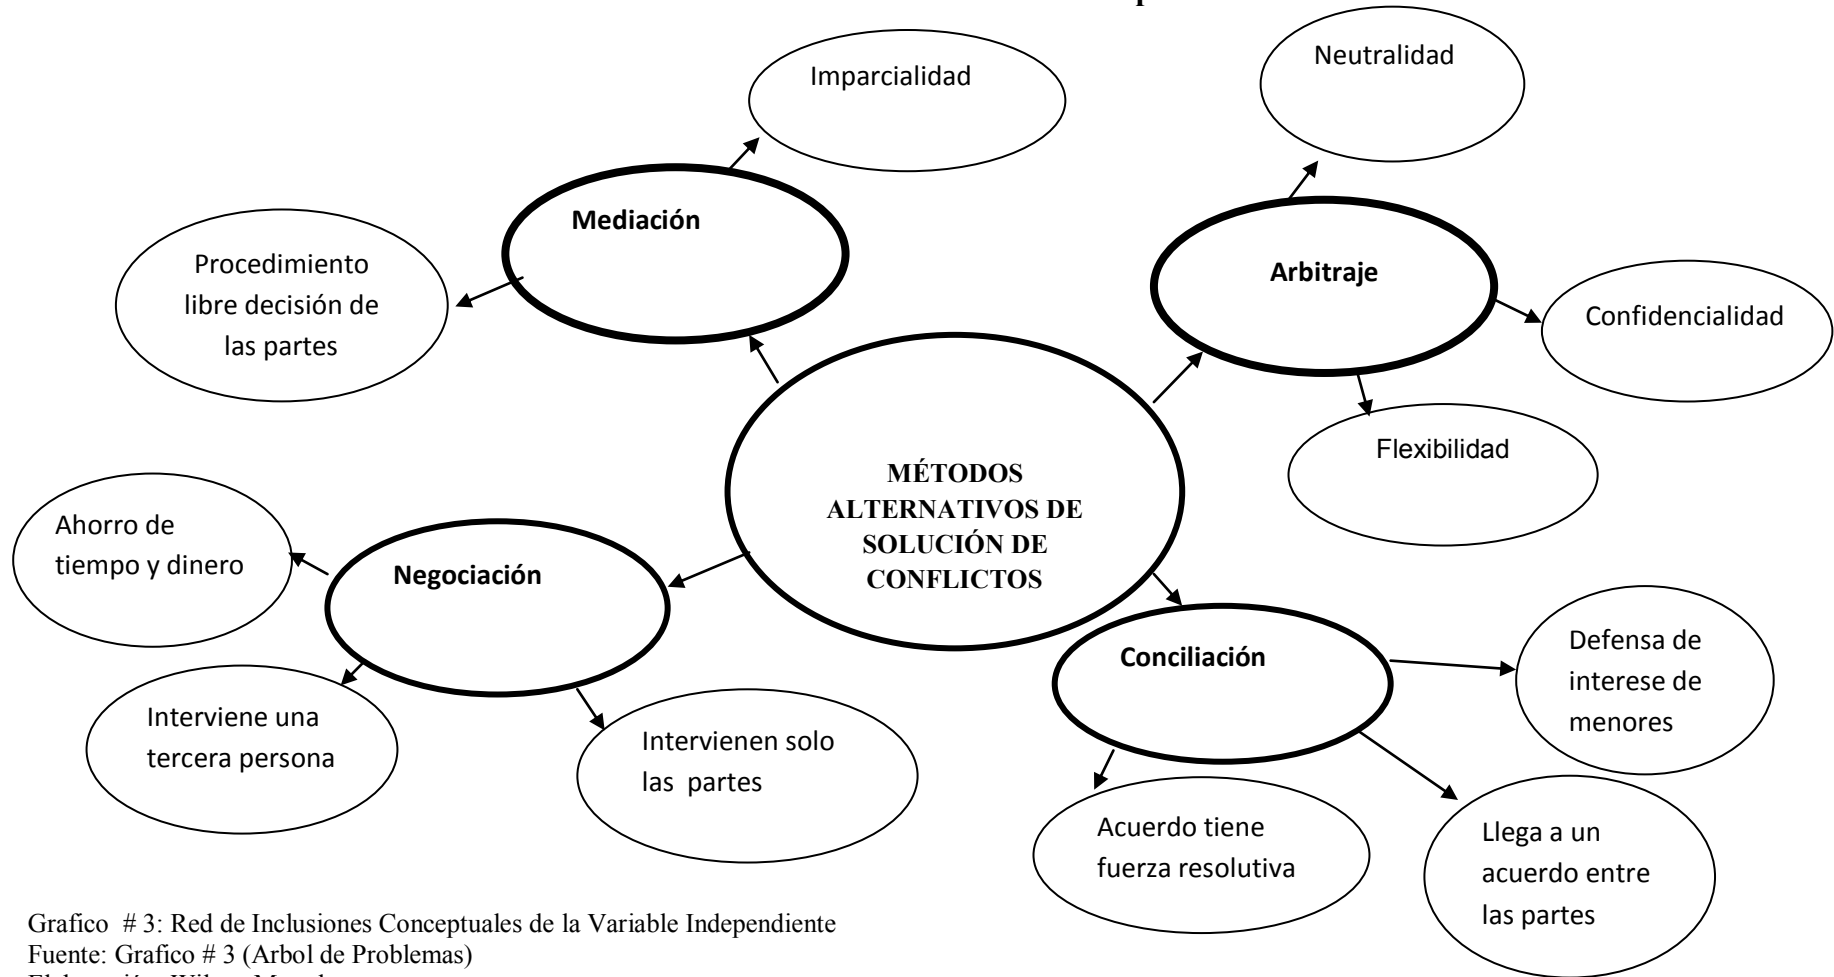 Imparcialidad
Neutralidad
Mediación
Arbitraje
Procedimiento
libre decisión de
las partes
Confidencialidad
Flexibilidad
MÉTODOS
ALTERNATIVOS DE
SOLUCIÓN DE
CONFLICTOS
Ahorro de
tiempo y dinero
Negociación
Interviene una
tercera persona
Intervienen solo
las partes
Conciliación
Defensa de
interese de
menores
Acuerdo tiene
fuerza resolutiva
Llega a un
acuerdo entre
las partes
Grafico # 3: Red de Inclusiones Conceptuales de la Variable Independiente
Fuente: Grafico # 3 (Arbol de Problemas)